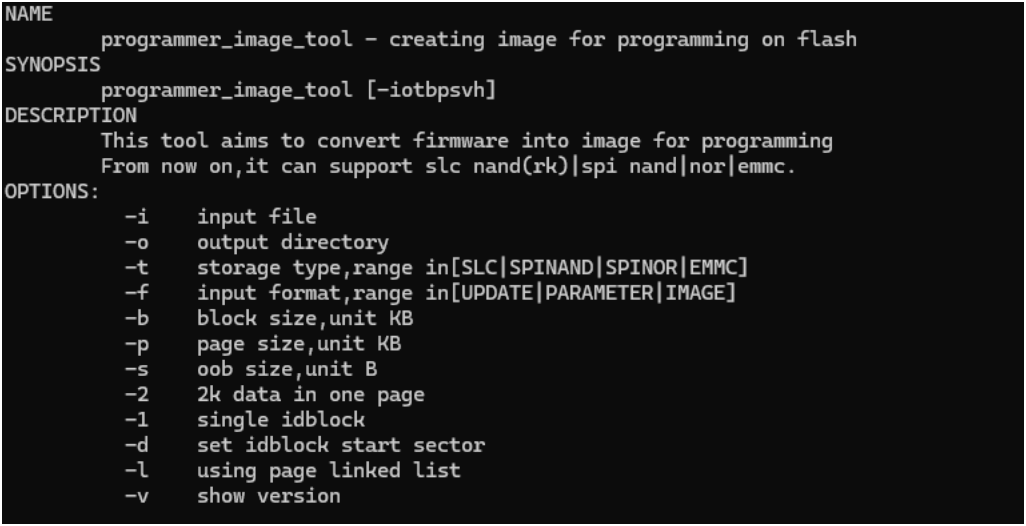 NAME
programmer_image_tool - creating image for programming on flash
SYNOPSIS
programmer_image_tool [-iotbpsvh]
DESCRIPTION
This tool aims to convert firmware into image for programming
From now on,it can support slc nand(rk)|spi nand|nor|emmc.
OPTIONS:
-i    input file
-o    output directory
-t    storage type,range in[SLC|SPINAND|SPINOR|EMMC]
-f    input format,range in[UPDATE|PARAMETER|IMAGE]
-b    block size,unit KB
-p    page size,unit KB
-s    oob size,unit B
-2    2k data in one page
-1    single idblock
-d    set idblock start sector
-l    using page linked list
-v    show version